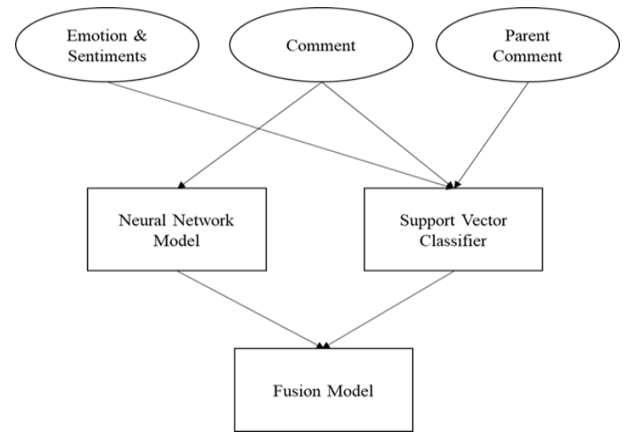 Emotion &
Sentiments
Comment
Parent
Comment
Neural Network
Model
Support Vector
Classifier
Fusion Model